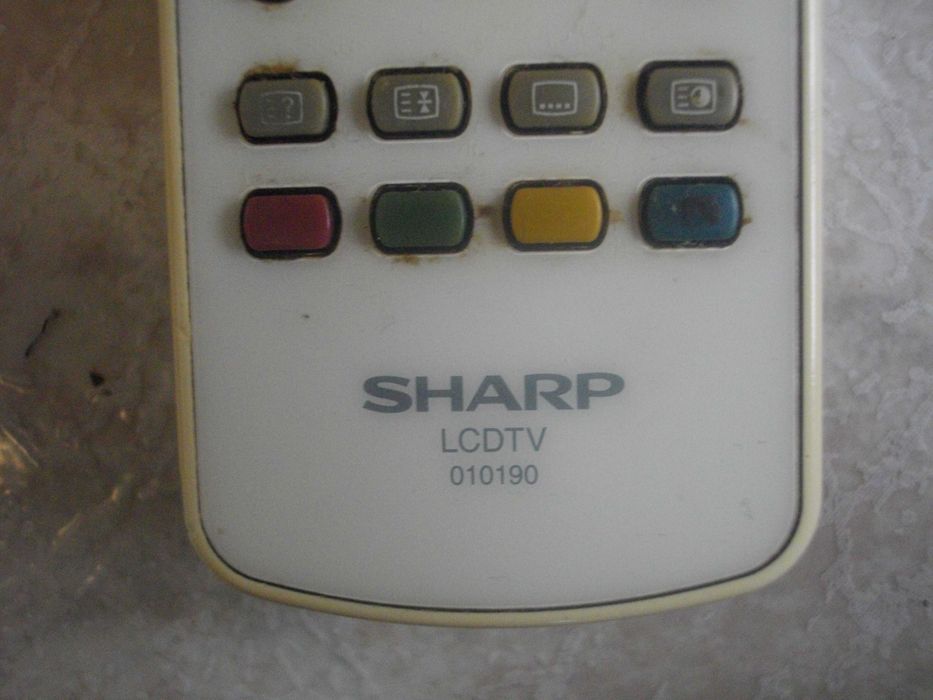 ?
SHARP
LCDTV
010190